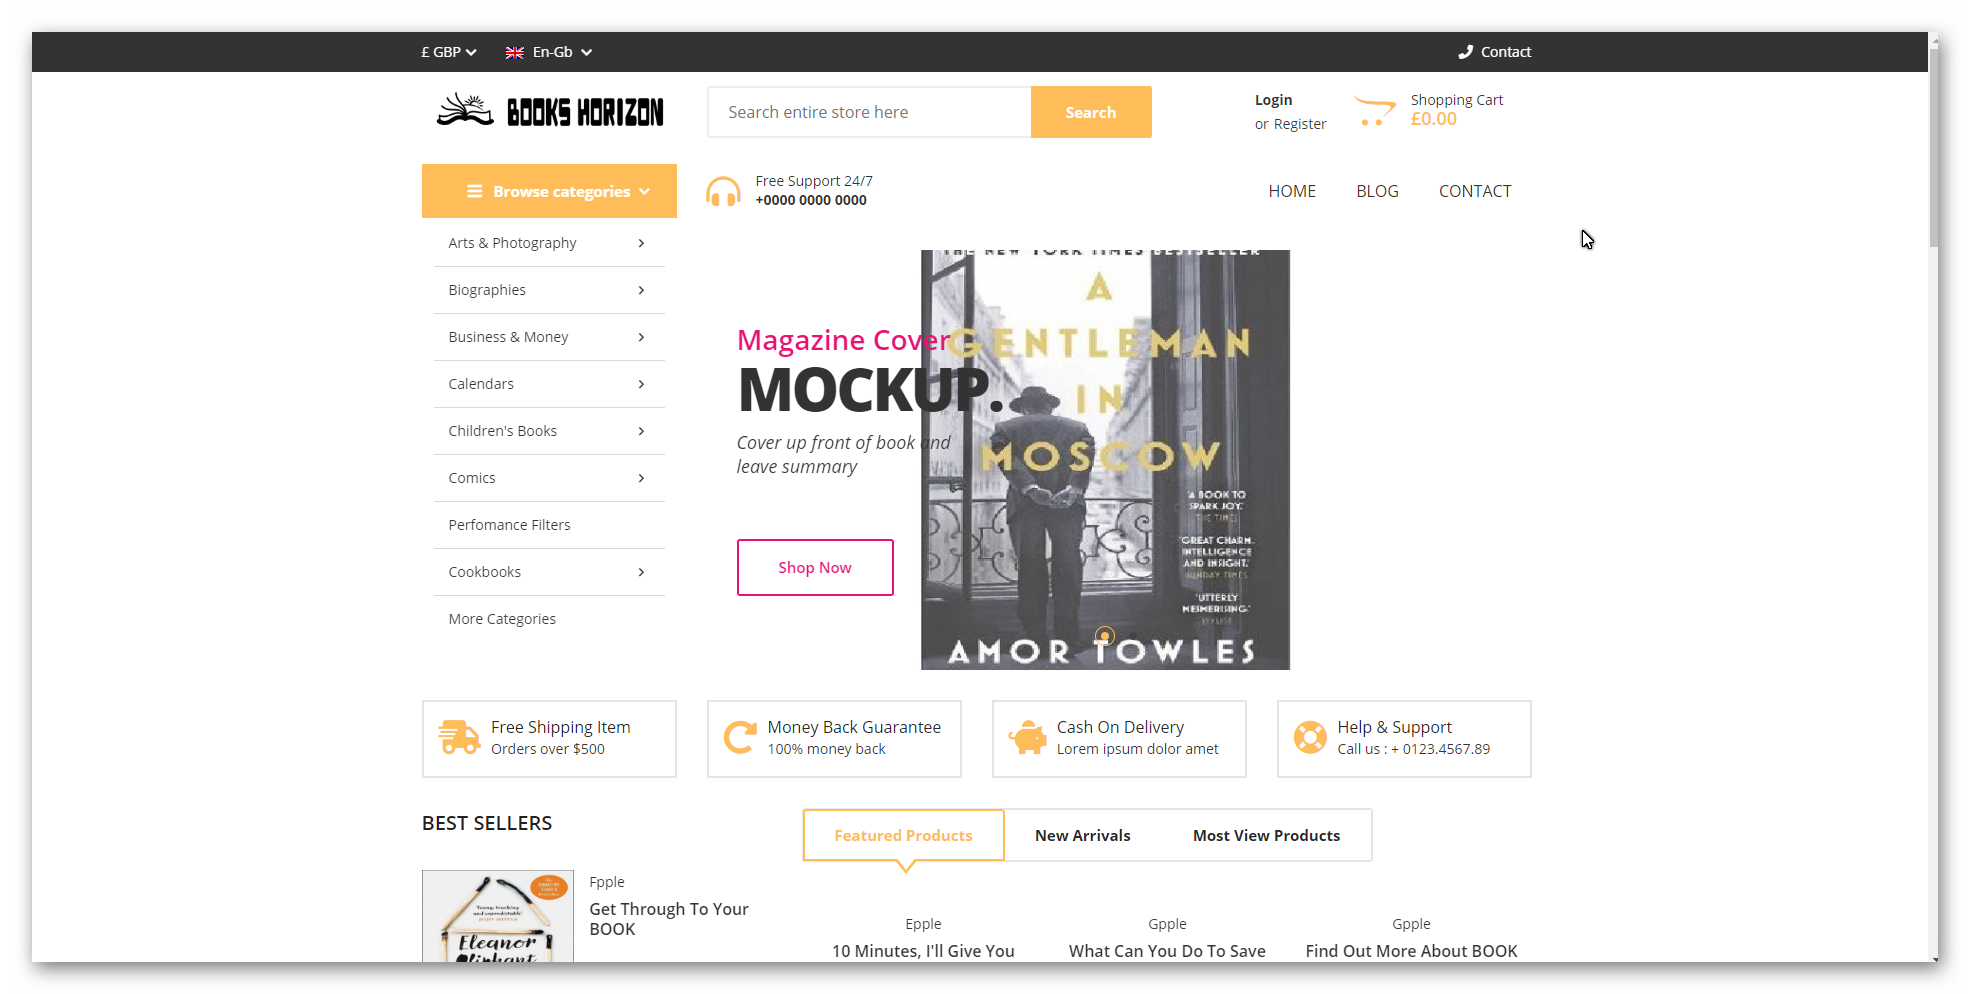 £ GBP
En-Gb
Contact
BOOKS HORIZON
Search entire store here
Search
Login
or Register
Shopping Cart
£0.00
Browse categories
Free Support 24/7
+0000 0000 0000
HOME
BLOG
CONTACT
Arts & Photography
Biographies
Business & Money
Calendars
Children's Books
Comics
Perfomance Filters
Cookbooks
More Categories
THE NEW YORK TIMES BESTSELLER
A
GENTLEMAN
IN
MOSCOW
'A BOOK TO
SPARK JOY.'
THE TIMES
'GREAT CHARM,
INTELLIGENCE
AND INSIGHT.'
SUNDAY TIMES
'UTTERLY
MESMERISING.'
STYLIST
AMOR TOWLES
Magazine Cover
MOCKUP.
Cover up front of book and
leave summary
Shop Now
Free Shipping Item
Orders over $500
Money Back Guarantee
100% money back
Cash On Delivery
Lorem ipsum dolor amet
Help & Support
Call us : + 0123.4567.89
BEST SELLERS
Featured Products
New Arrivals
Most View Products
Eleanor
Oliphant
Fpple
Get Through To Your
BOOK
Epple
10 Minutes, I'll Give You
Gpple
What Can You Do To Save
Gpple
Find Out More About BOOK